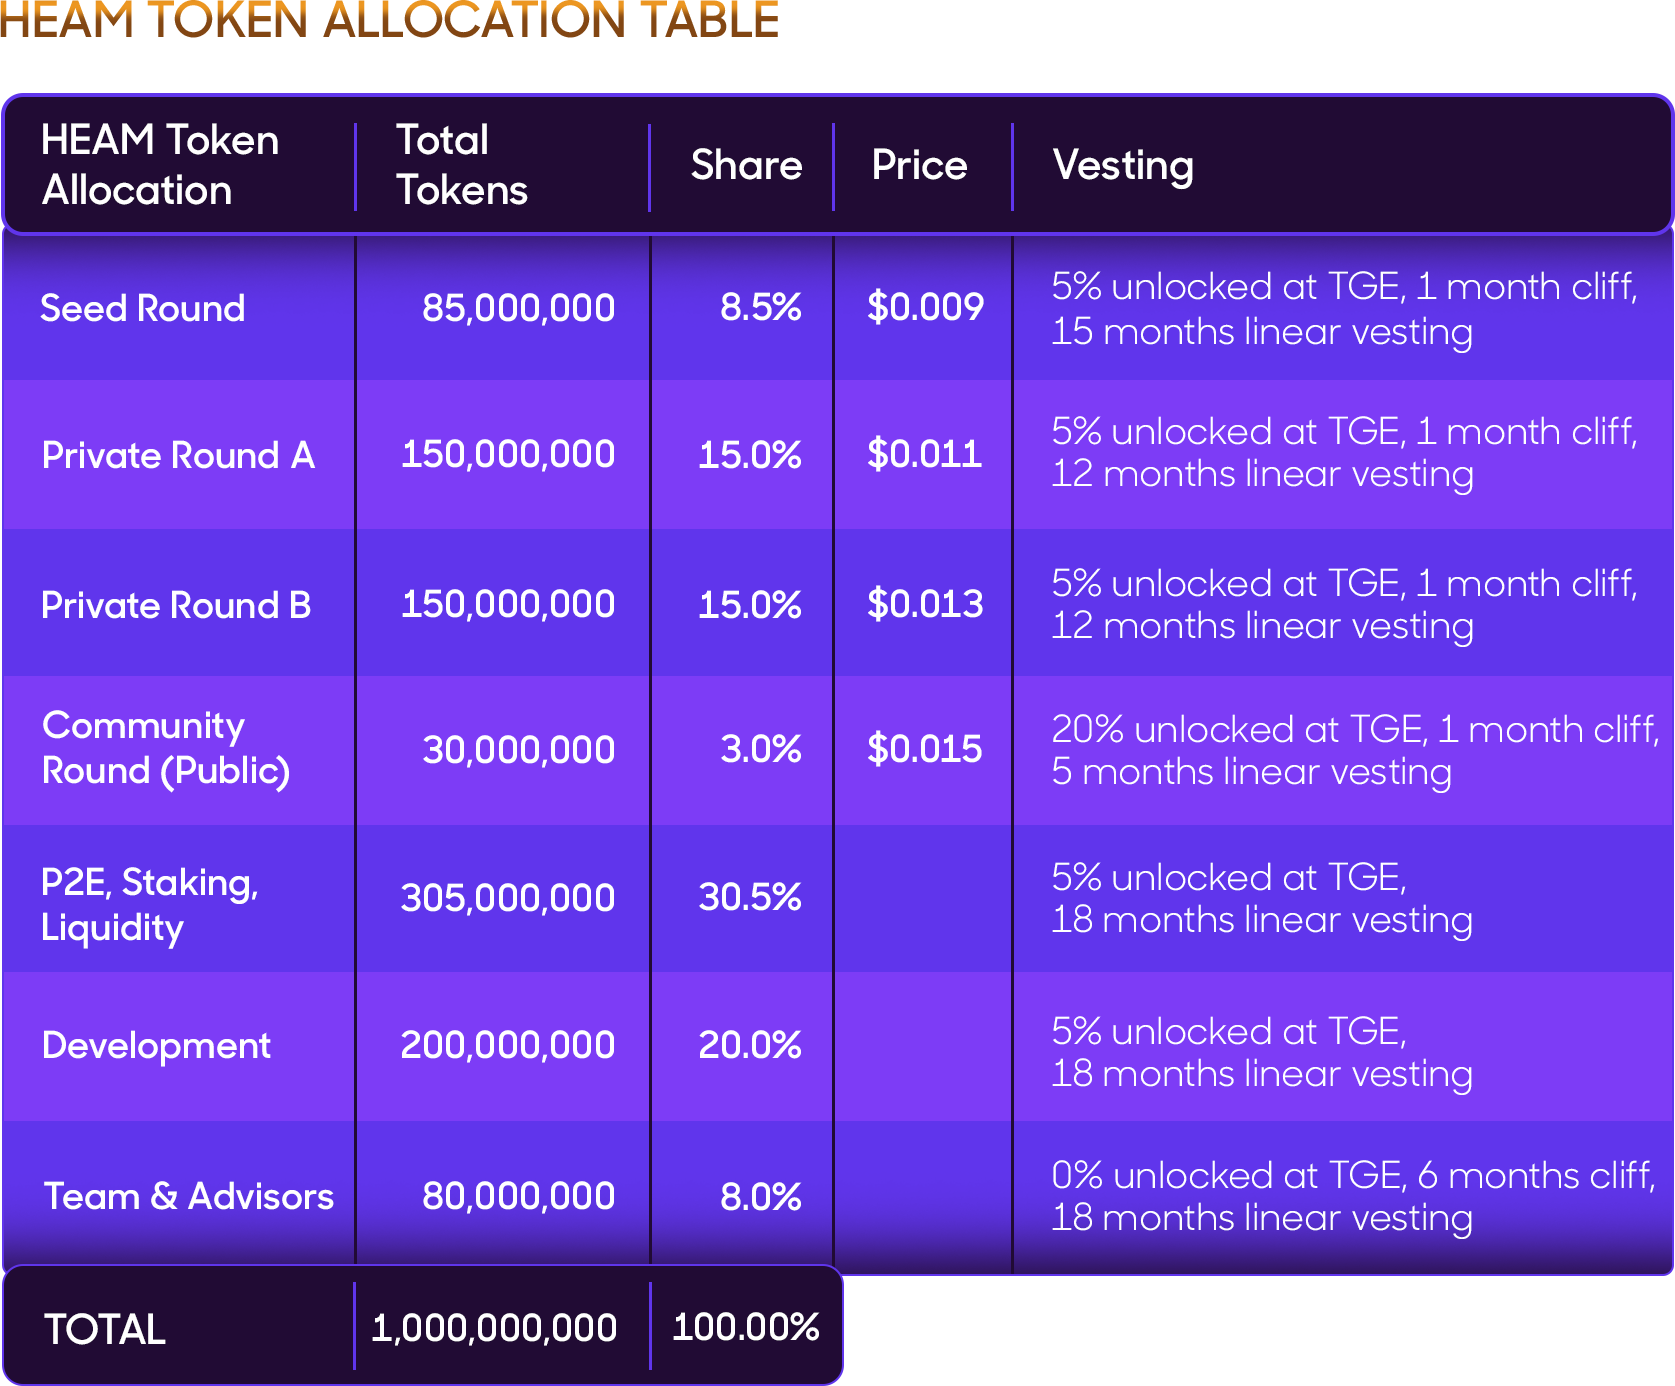 HEAM TOKEN ALLOCATION TABLE
HEAM Token
Allocation
Total
Tokens
Share
Price
Vesting
Seed Round
85,000,000
8.5%
$0.009
5% unlocked at TGE, 1 month cliff,
15 months linear vesting
Private Round A
150,000,000
15.0%
$0.011
5% unlocked at TGE, 1 month cliff,
12 months linear vesting
Private Round B
150,000,000
15.0%
$0.013
5% unlocked at TGE, 1 month cliff,
12 months linear vesting
Community
Round (Public)
30,000,000
3.0%
$0.015
20% unlocked at TGE, 1 month cliff,
5 months linear vesting
P2E, Staking,
Liquidity
305,000,000
30.5%
5% unlocked at TGE,
18 months linear vesting
Development
200,000,000
20.0%
5% unlocked at TGE,
18 months linear vesting
Team & Advisors
80,000,000
8.0%
0% unlocked at TGE, 6 months cliff,
18 months linear vesting
TOTAL
1,000,000,000
100.00%